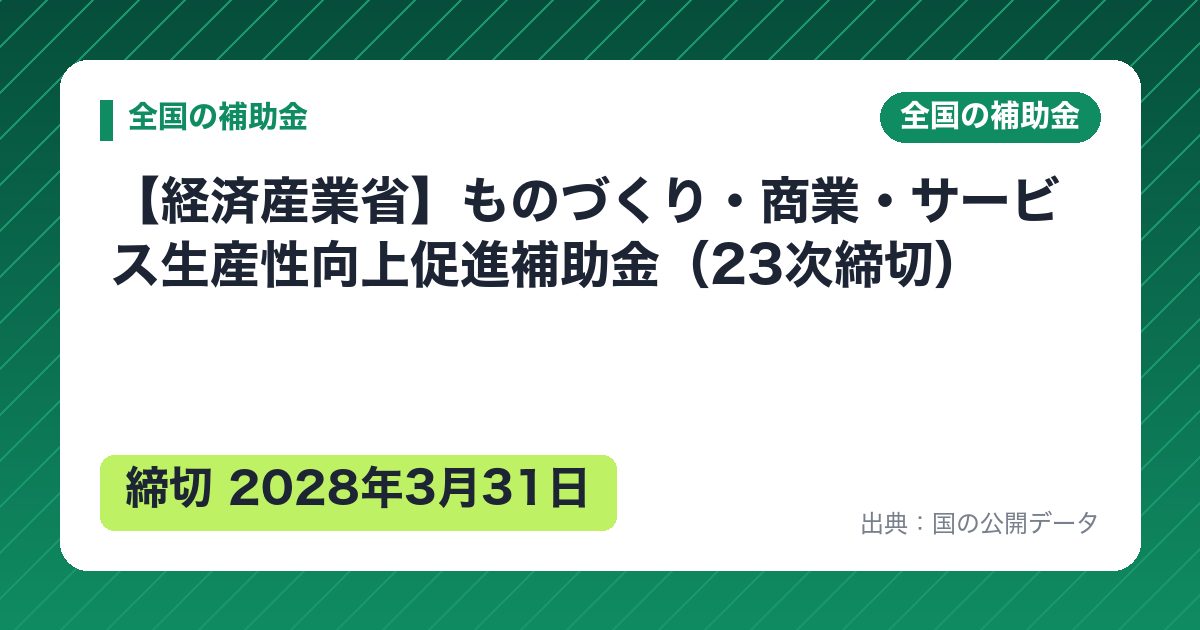 全国の補助金
全国の補助金
【経済産業省】ものづくり・商業・サービ
ス生産性向上促進補助金（23次締切）
締切 2028年3月31日
出典：国の公開データ